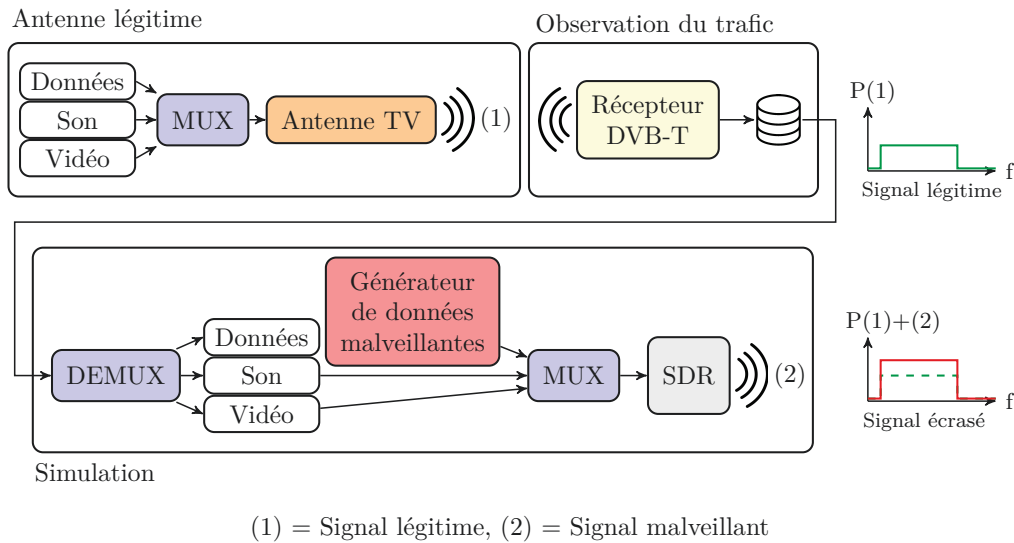 Antenne légitime
Données
Son
Vidéo
MUX
Antenne TV
(1)
Observation du trafic
Récepteur
DVB-T
P(1)
f
Signal légitime
DEMUX
Données
Son
Vidéo
Générateur
de données
malveillantes
MUX
SDR
(2)
Simulation
P(1)+(2)
f
Signal écrasé
(1) = Signal légitime, (2) = Signal malveillant